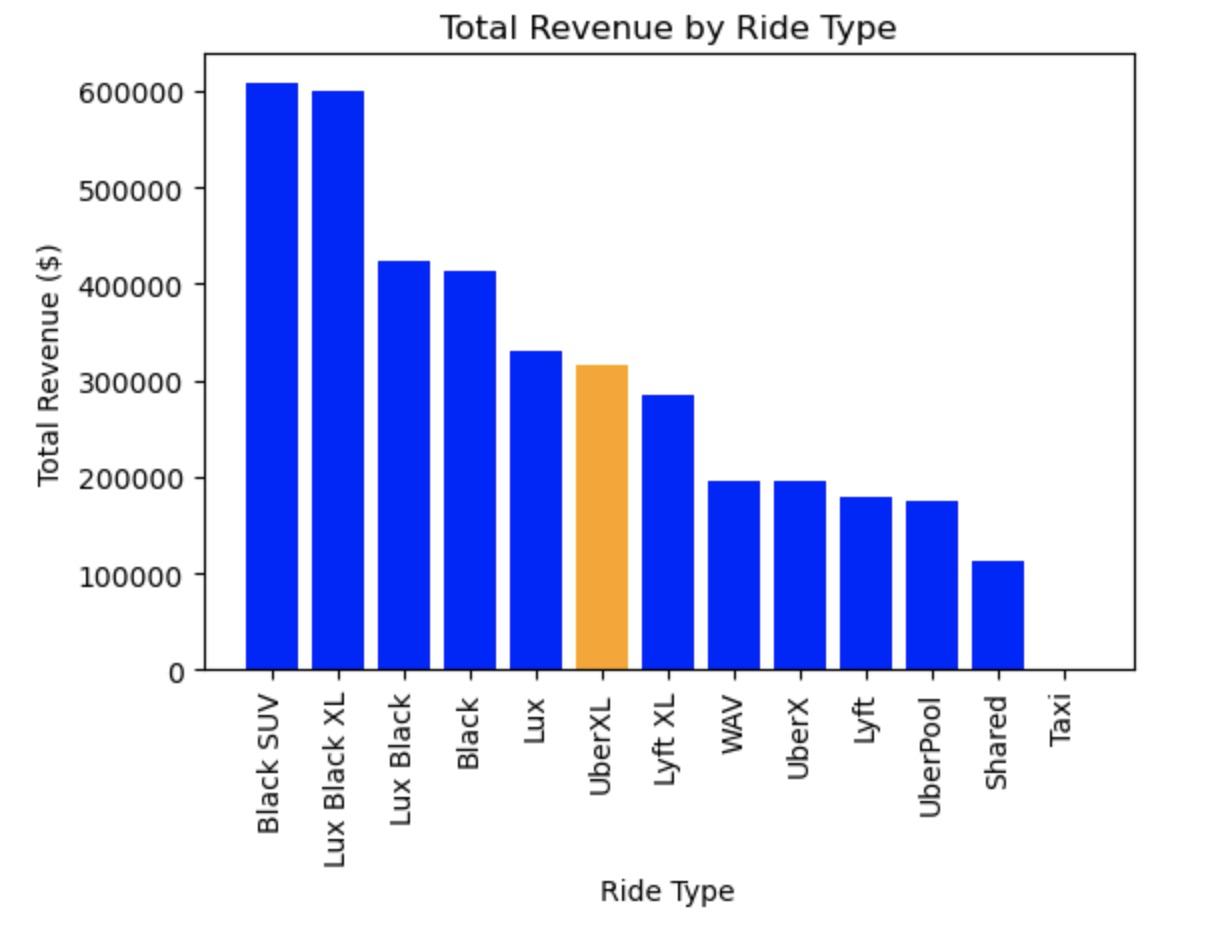 Total Revenue by Ride Type
Total Revenue ($)
600000
500000
400000
300000
200000
100000
0
Black SUV
Lux Black XL
Lux Black
Black
Lux
UberXL
Lyft XL
WAV
UberX
Lyft
UberPool
Shared
Taxi
Ride Type